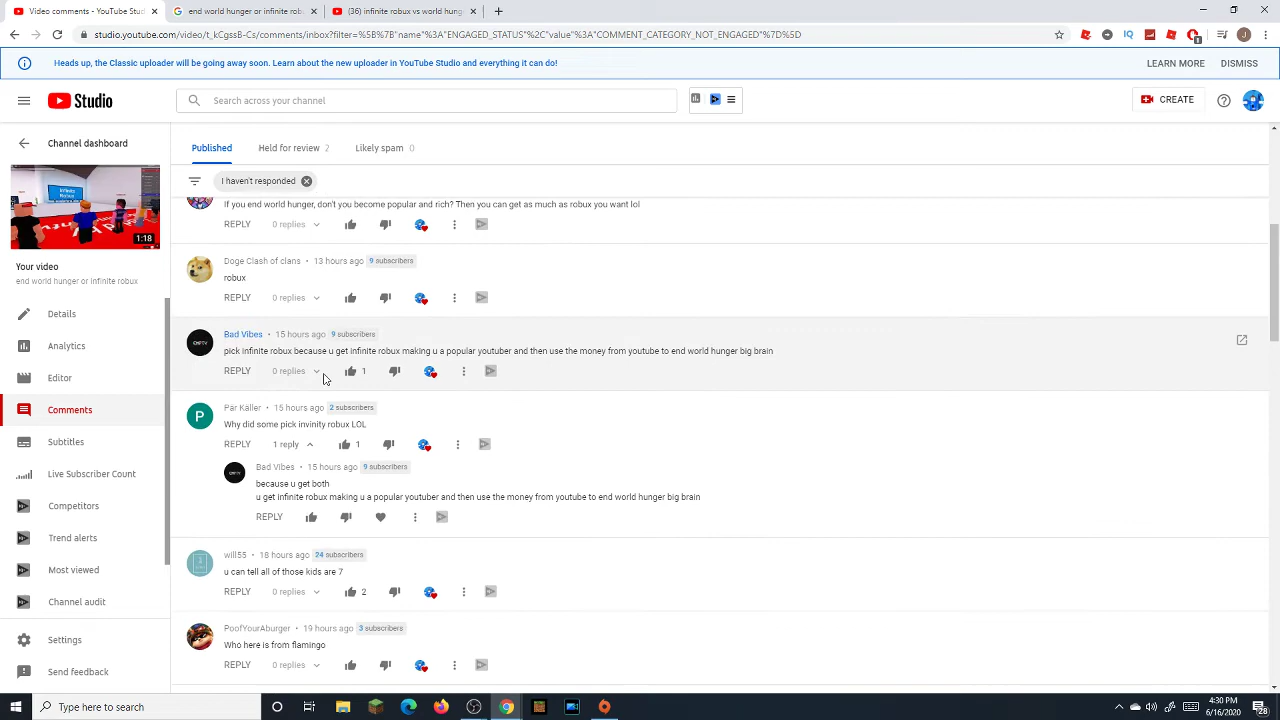 Video comments - YouTube Stu
end world hunger or infinite rob
(36) infinite robux vs world hung
studio.youtube.com/video/t_kCgssB-Cs/comments/inbox?filter=%5B%7B"name"%3A"ENGAGED_STATUS"%2C"value"%3A"COMMENT_CATEGORY_NOT_ENGAGED"%7D%5D
Heads up, the Classic uploader will be going away soon. Learn about the new uploader in YouTube Studio and everything it can do!
LEARN MORE
DISMISS
Studio
Search across your channel
CREATE
Channel dashboard
1:18
Your video
end world hunger or infinite robux
Details
Analytics
Editor
Comments
Subtitles
Live Subscriber Count
Competitors
Trend alerts
Most viewed
Channel audit
Settings
Send feedback
Published
Held for review 2
Likely spam 0
I haven't responded
If you end world hunger, don't you become popular and rich? Then you can get as much as robux you want lol
REPLY 0 replies
Doge Clash of clans • 13 hours ago 9 subscribers
robux
REPLY 0 replies
Bad Vibes • 15 hours ago 9 subscribers
pick infinite robux because u get infinite robux making u a popular youtuber and then use the money from youtube to end world hunger big brain
REPLY 0 replies 1
P
Pär Käller • 15 hours ago 2 subscribers
Why did some pick invinity robux LOL
REPLY 1 reply 1
Bad Vibes • 15 hours ago 9 subscribers
because u get both
u get infinite robux making u a popular youtuber and then use the money from youtube to end world hunger big brain
REPLY
will55 • 18 hours ago 24 subscribers
u can tell all of those kids are 7
REPLY 0 replies 2
PoofYourAburger • 19 hours ago 3 subscribers
Who here is from flamingo
REPLY 0 replies
Type here to search
4:30 PM
6/16/2020
28